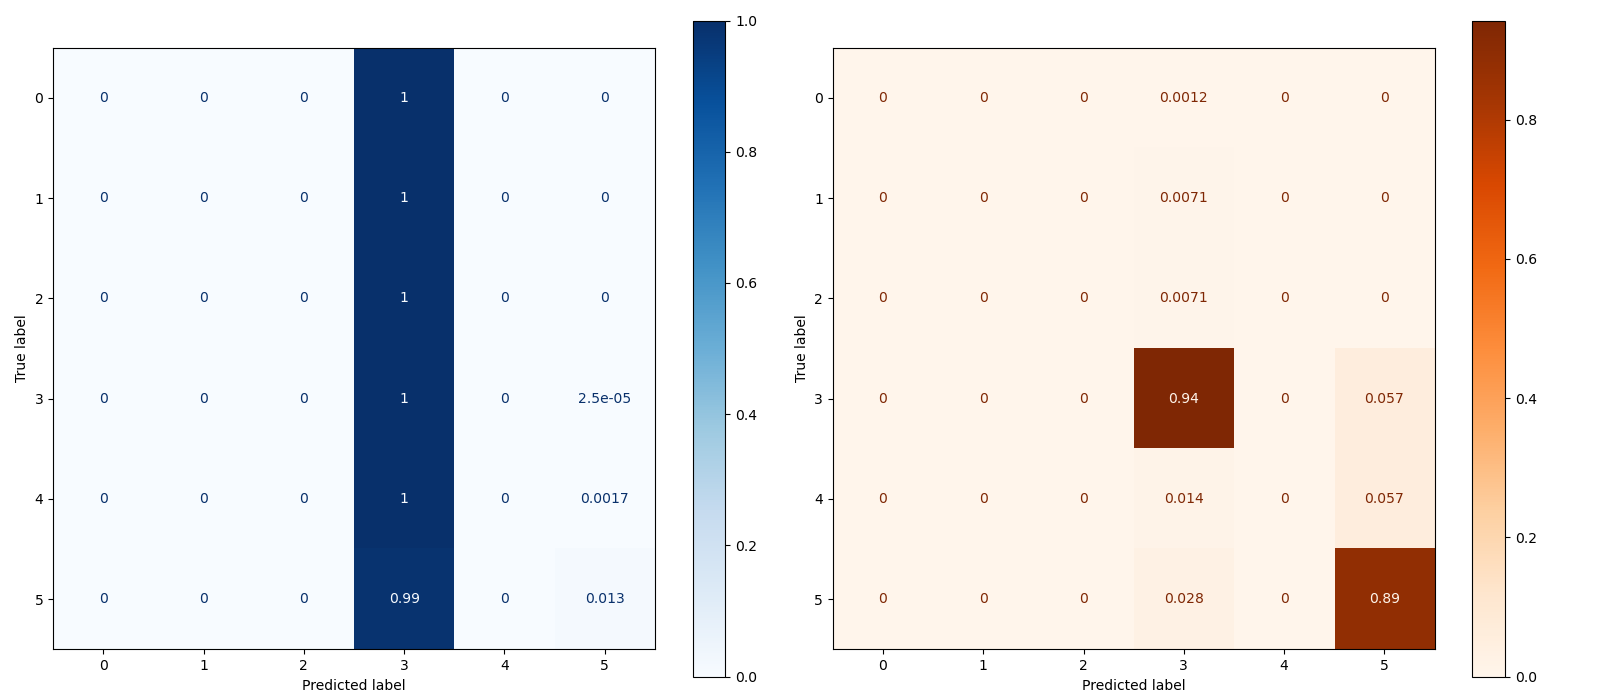 1.0
0 0 0 0 1 0 0
1 0 0 0 1 0 0
2 0 0 0 1 0 0
3 0 0 0 1 0 2.5e-05
4 0 0 0 1 0 0.0017
5 0 0 0 0.99 0 0.013
0 1 2 3 4 5
Predicted label
True label
0.8
0.6
0.4
0.2
0.0
0 0 0 0 0.0012 0 0
1 0 0 0 0.0071 0 0
2 0 0 0 0.0071 0 0
3 0 0 0 0.94 0 0.057
4 0 0 0 0.014 0 0.057
5 0 0 0 0.028 0 0.89
0 1 2 3 4 5
Predicted label
True label
0.8
0.6
0.4
0.2
0.0